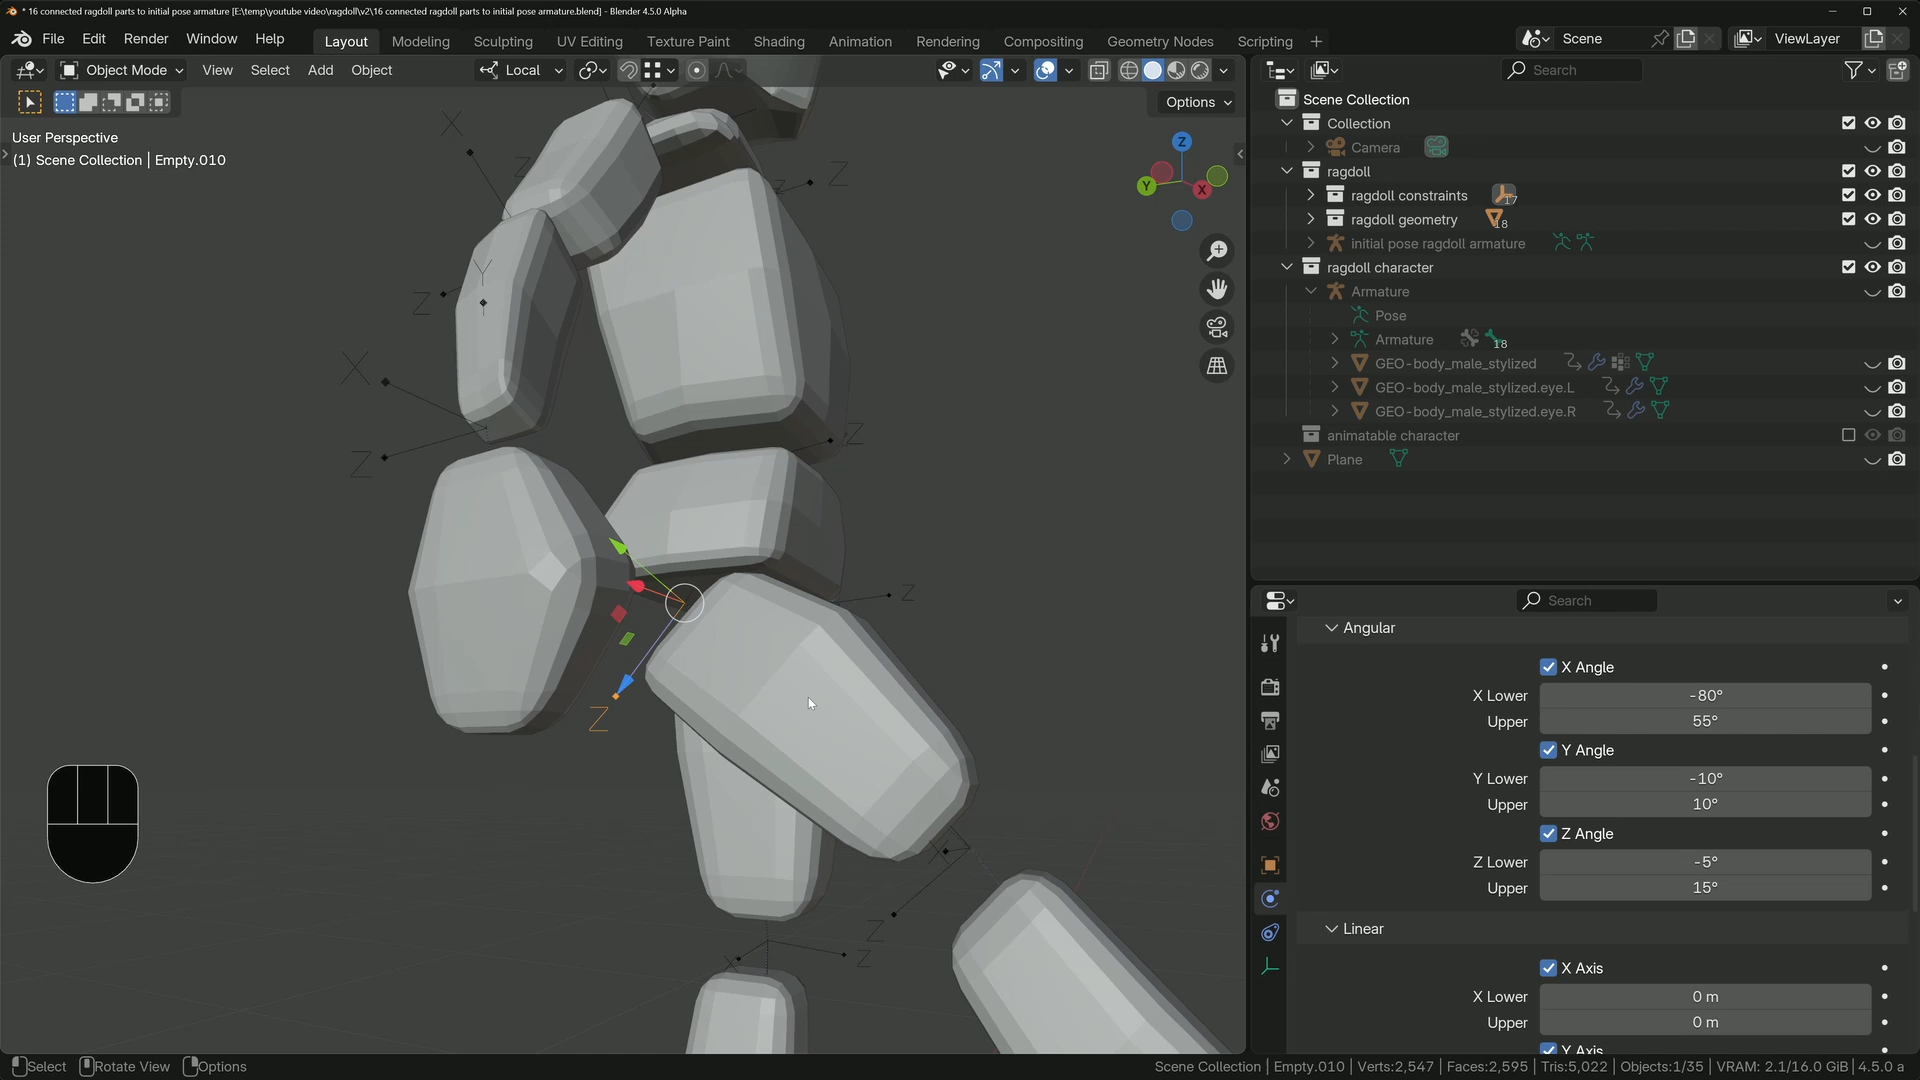 * 16 connected ragdoll parts to initial pose armature [E:\temp\youtube video\ragdoll\v2\16 connected ragdoll parts to initial pose armature.blend] - Blender 4.5.0 Alpha
File Edit Render Window Help
Layout Modeling Sculpting UV Editing Texture Paint Shading Animation Rendering Compositing Geometry Nodes Scripting +
Scene
ViewLayer
Object Mode View Select Add Object
Local
Search
Options
User Perspective
(1) Scene Collection | Empty.010
Z
Y
X
X
Z
Z
Z
Y
Z
X
Z
Z
Z
Z
X
Z
X
Z
Scene Collection
Collection
Camera
ragdoll
ragdoll constraints 17
ragdoll geometry 18
initial pose ragdoll armature
ragdoll character
Armature
Pose
Armature 18
GEO-body_male_stylized
GEO-body_male_stylized.eye.L
GEO-body_male_stylized.eye.R
animatable character
Plane
Search
Angular
X Angle
X Lower -80°
Upper 55°
Y Angle
Y Lower -10°
Upper 10°
Z Angle
Z Lower -5°
Upper 15°
Linear
X Axis
X Lower 0 m
Upper 0 m
Y Axis
Select Rotate View Options
Scene Collection | Empty.010 | Verts:2,547 | Faces:2,595 | Tris:5,022 | Objects:1/35 | VRAM: 2.1/16.0 GiB | 4.5.0 a